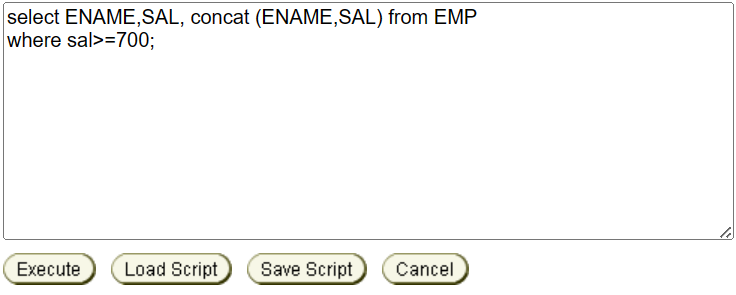 select ENAME,SAL, concat (ENAME,SAL) from EMP
where sal>=700;
Execute Load Script Save Script Cancel